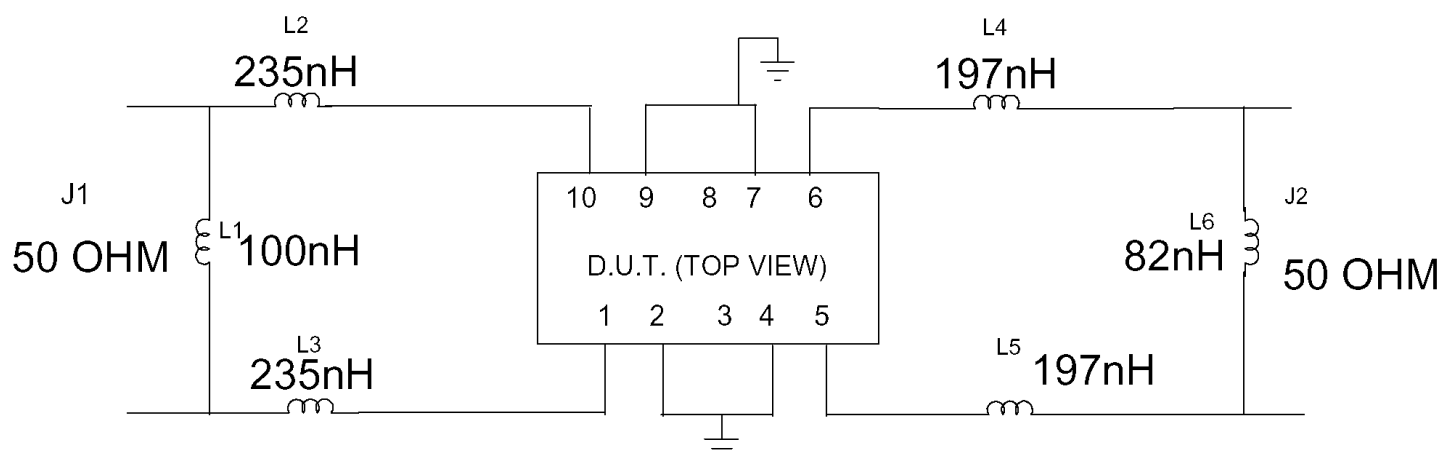 L2
235nH
L4
197nH
10 9 8 7 6
J1
50 OHM
L1 100nH
D.U.T. (TOP VIEW)
L6
82nH
J2
50 OHM
1 2 3 4 5
L3
235nH
L5
197nH